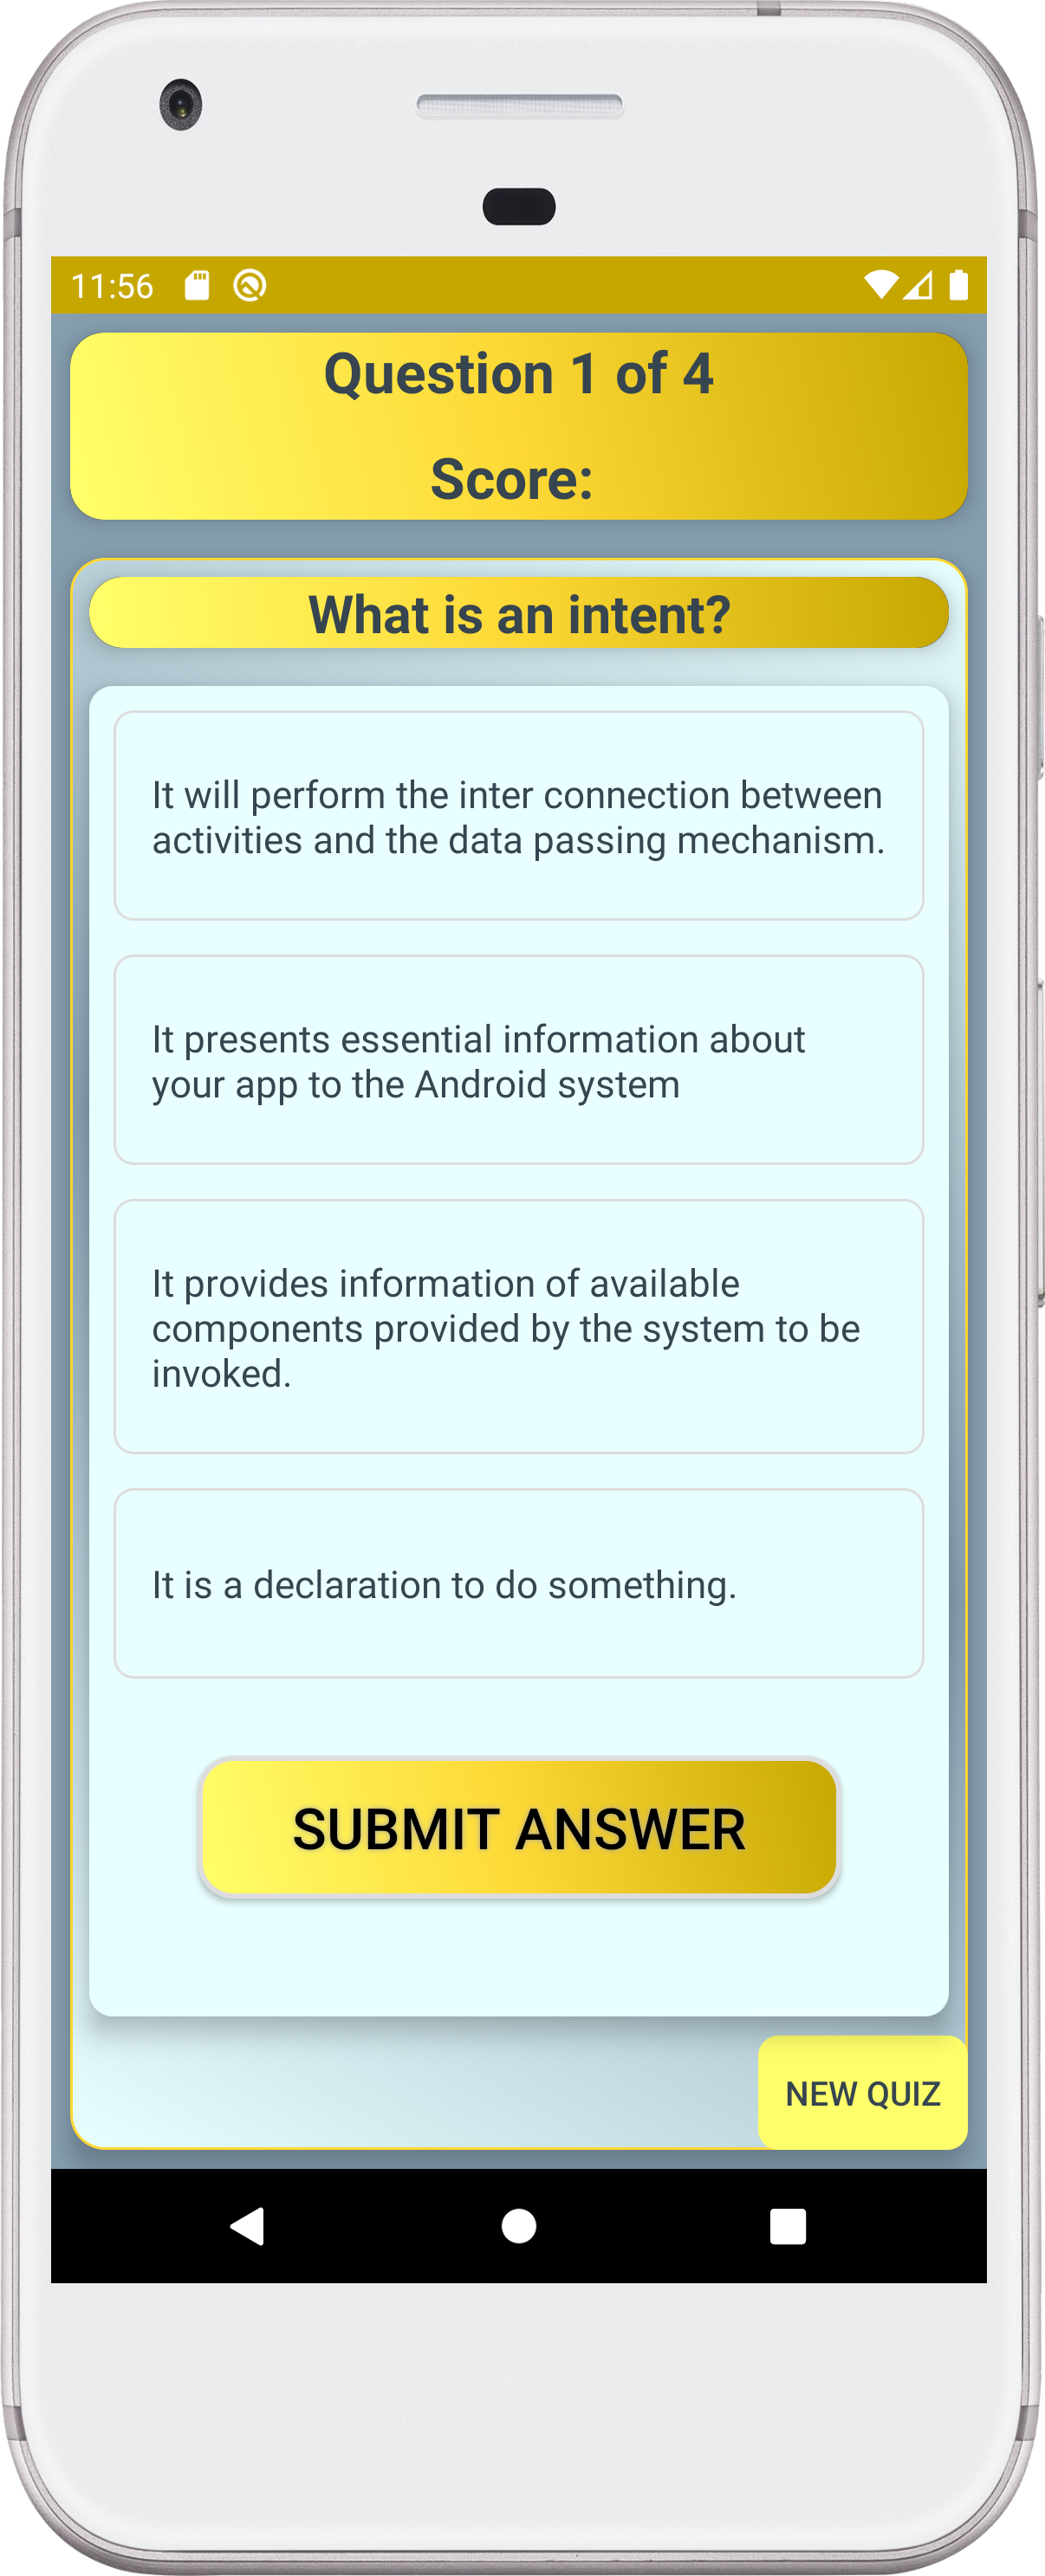 11:56
Question 1 of 4
Score:
What is an intent?
It will perform the inter connection between
activities and the data passing mechanism.
It presents essential information about
your app to the Android system
It provides information of available
components provided by the system to be
invoked.
It is a declaration to do something.
SUBMIT ANSWER
NEW QUIZ